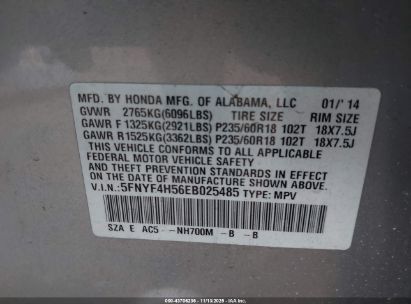 MFD. BY HONDA MFG. OF ALABAMA, LLC 01/'14
GVWR 2765KG(6096LBS) TIRE SIZE RIM SIZE
GAWR F 1325KG(2921LBS) P235/60R18 102T 18X7.5J
GAWR R1525KG(3362LBS) P235/60R18 102T 18X7.5J
THIS VEHICLE CONFORMS TO ALL APPLICABLE
FEDERAL MOTOR VEHICLE SAFETY, BUMPER,
AND THEFT PREVENTION STANDARDS IN EFFECT
ON THE DATE OF MANUFACTURE SHOWN ABOVE.
V.I.N.:5FNYF4H56EB025485 TYPE: MPV
SZA E AC5 -NH700M -B -B